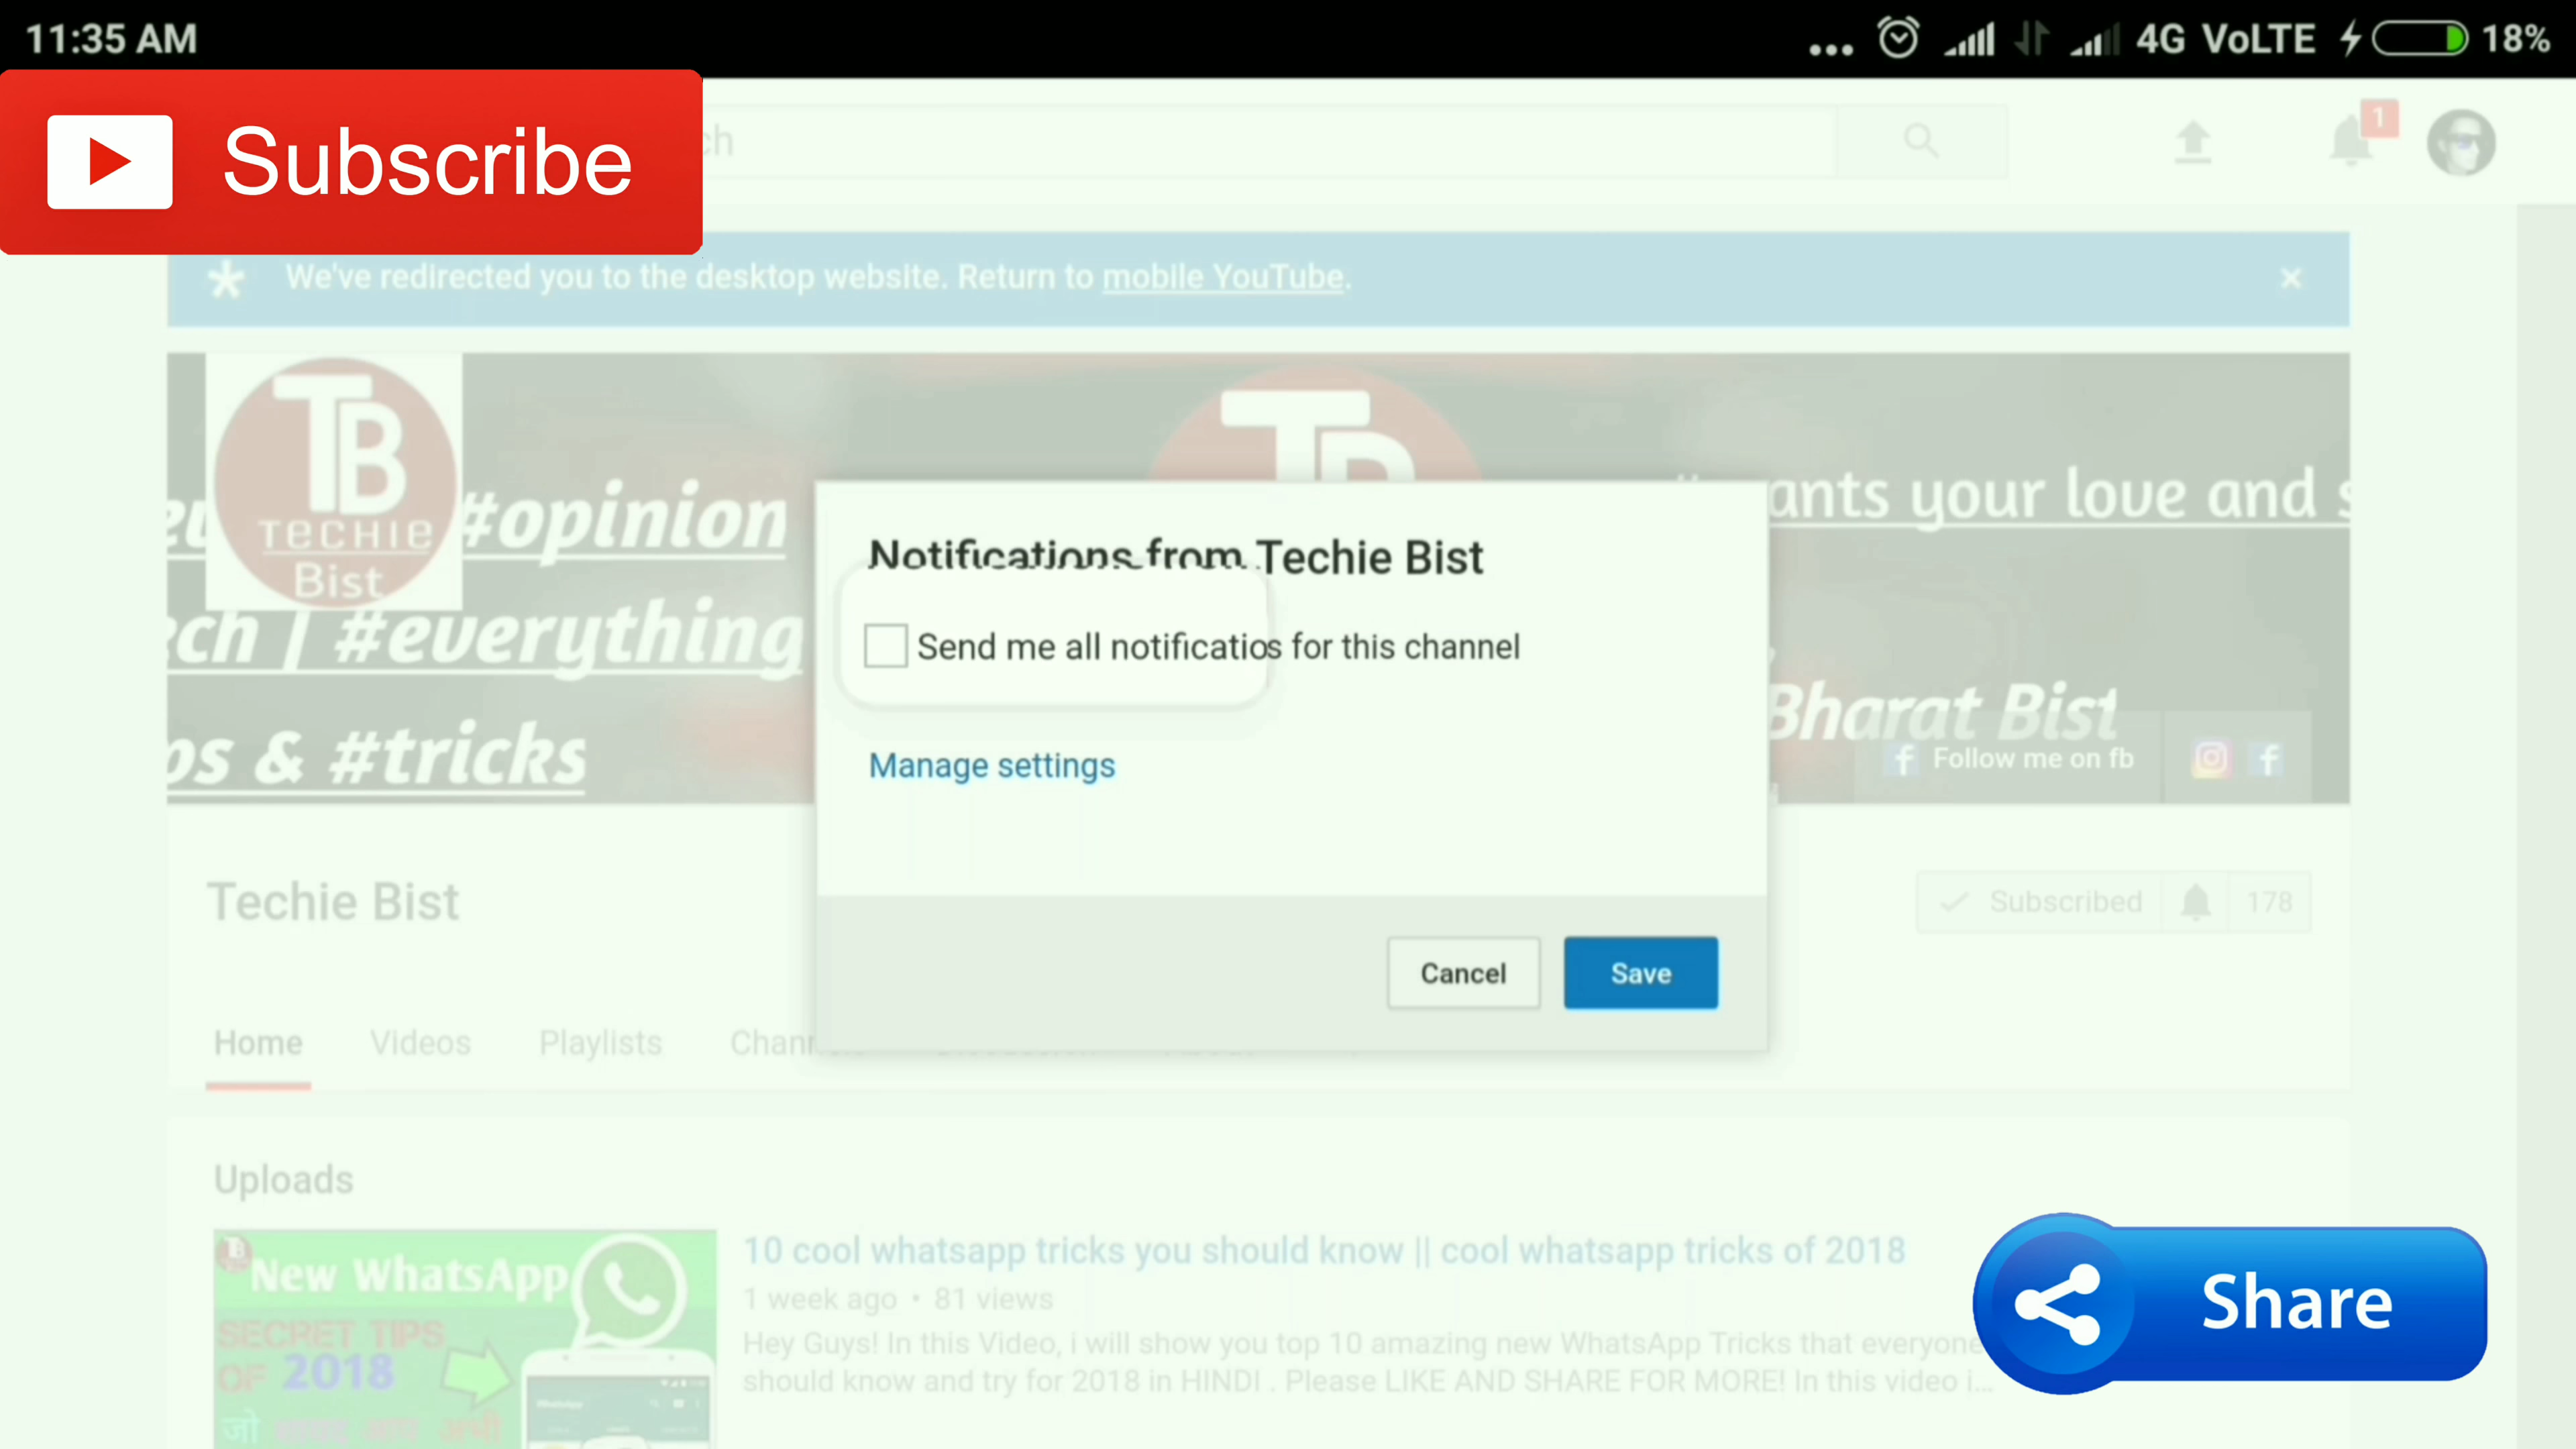 11:35 AM
4G VoLTE 18%
Subscribe
ch
1
We've redirected you to the desktop website. Return to mobile YouTube.
TB
TECHIE
Bist
#opinion
ech | #everything
ps & #tricks
ants your love and s
Bharat Bist
Follow me on fb
Notifications from Techie Bist
Send me all notificatios for this channel
Manage settings
Cancel Save
Techie Bist
Subscribed 178
Home Videos Playlists Chann
Uploads
New WhatsApp
SECRET TIPS
OF 2018
जो
10 cool whatsapp tricks you should know || cool whatsapp tricks of 2018
1 week ago • 81 views
Hey Guys! In this Video, i will show you top 10 amazing new WhatsApp Tricks that everyone
should know and try for 2018 in HINDI . Please LIKE AND SHARE FOR MORE! In this video i...
Share